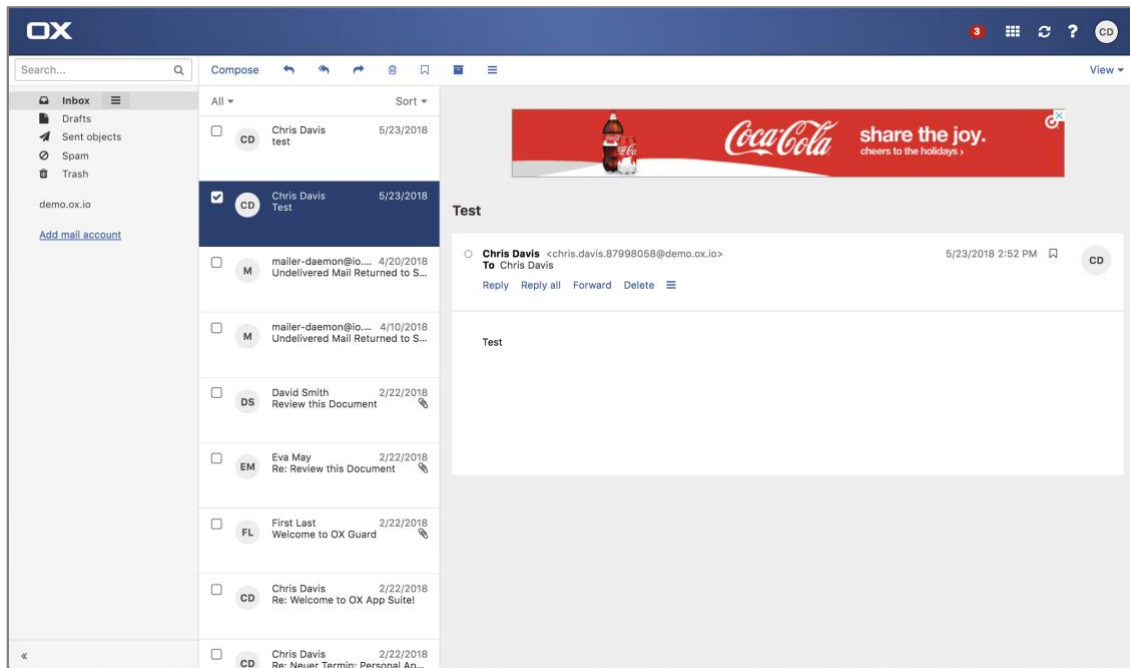 OX
3
?
CD
Search...
Compose
View
Inbox
Drafts
Sent objects
Spam
Trash
demo.ox.io
Add mail account
«
All
Sort
CD
Chris Davis 5/23/2018
test
CD
Chris Davis 5/23/2018
Test
M
mailer-daemon@io.... 4/20/2018
Undelivered Mail Returned to S...
M
mailer-daemon@io.... 4/10/2018
Undelivered Mail Returned to S...
DS
David Smith 2/22/2018
Review this Document
EM
Eva May 2/22/2018
Re: Review this Document
FL
First Last 2/22/2018
Welcome to OX Guard
CD
Chris Davis 2/22/2018
Re: Welcome to OX App Suite!
CD
Chris Davis 2/22/2018
Re: Neuer Termin: Personal Ap...
Coca-Cola
share the joy.
cheers to the holidays ›
Test
Chris Davis <chris.davis.87998058@demo.ox.io> 5/23/2018 2:52 PM
To Chris Davis
CD
Reply Reply all Forward Delete
Test